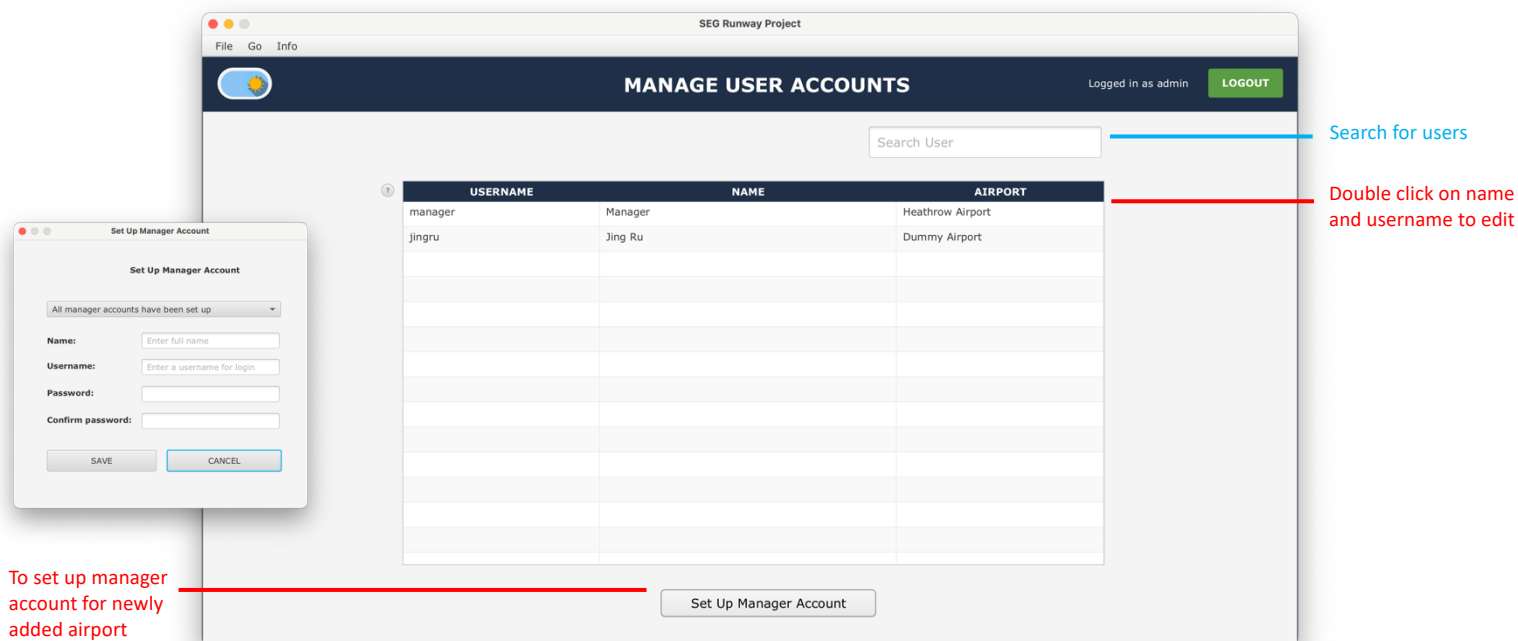 SEG Runway Project
File Go Info
MANAGE USER ACCOUNTS
Logged in as admin
LOGOUT
Search User
Search for users
?
USERNAME NAME AIRPORT
manager Manager Heathrow Airport
jingru Jing Ru Dummy Airport
Double click on name
and username to edit
Set Up Manager Account
Set Up Manager Account
All manager accounts have been set up
Name: Enter full name
Username: Enter a username for login
Password:
Confirm password:
SAVE CANCEL
To set up manager
account for newly
added airport
Set Up Manager Account